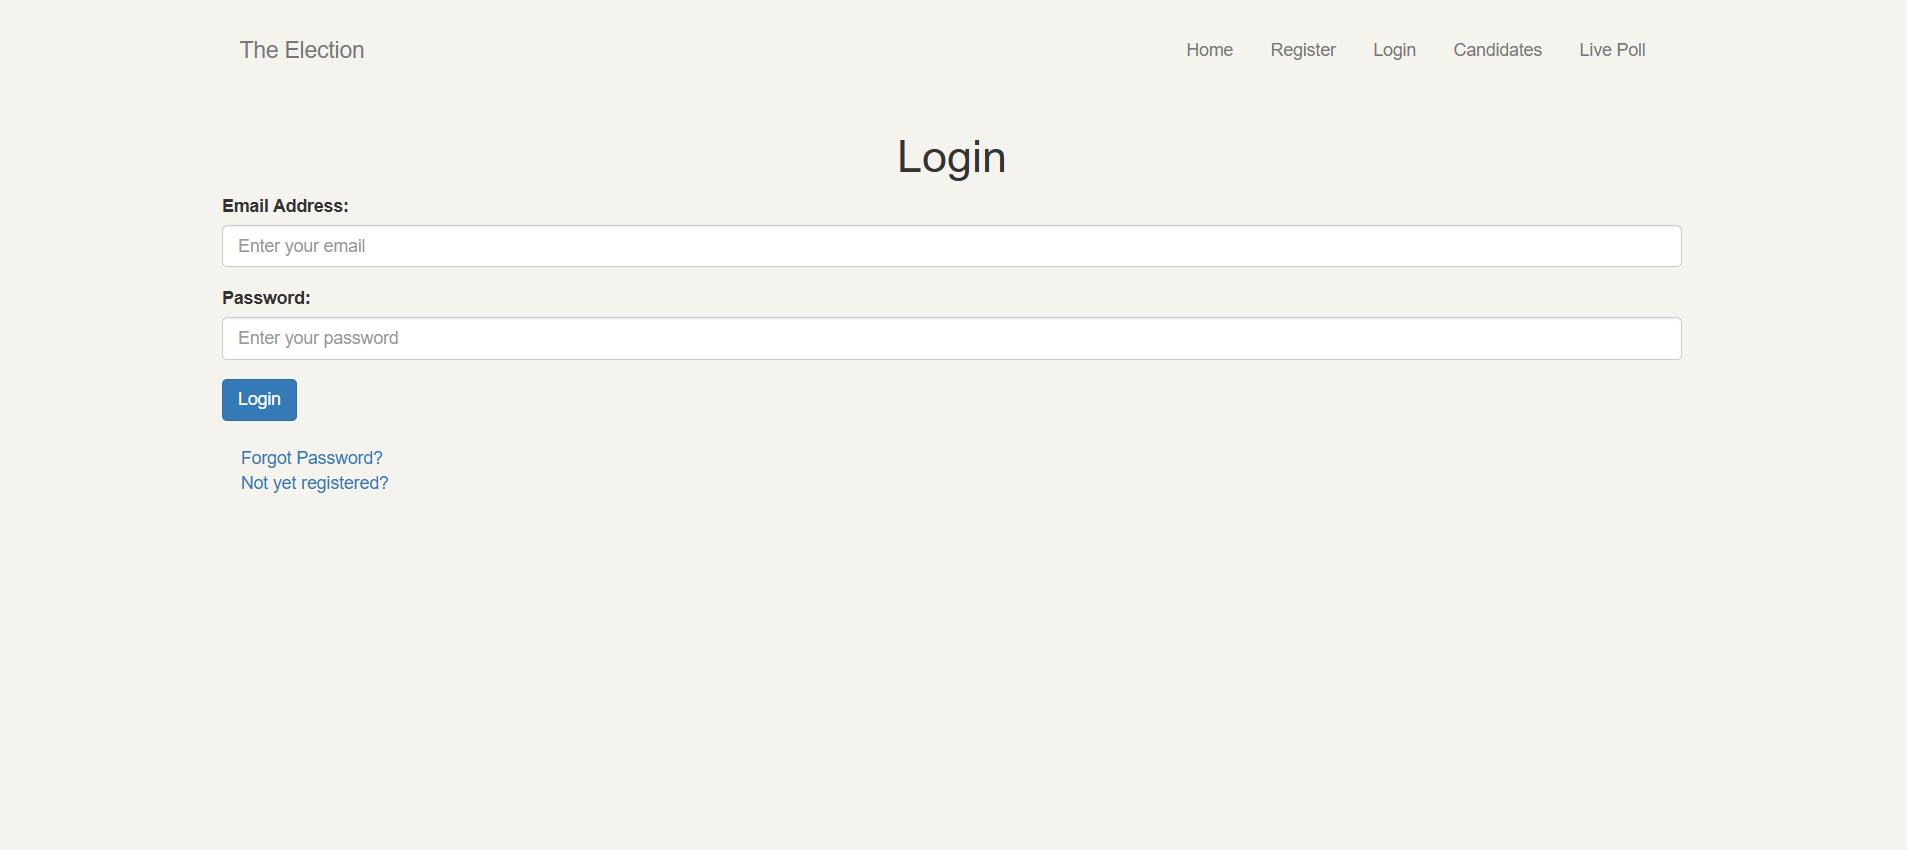 The Election Home Register Login Candidates Live Poll
Login
Email Address:
Enter your email
Password:
Enter your password
Login
Forgot Password?
Not yet registered?